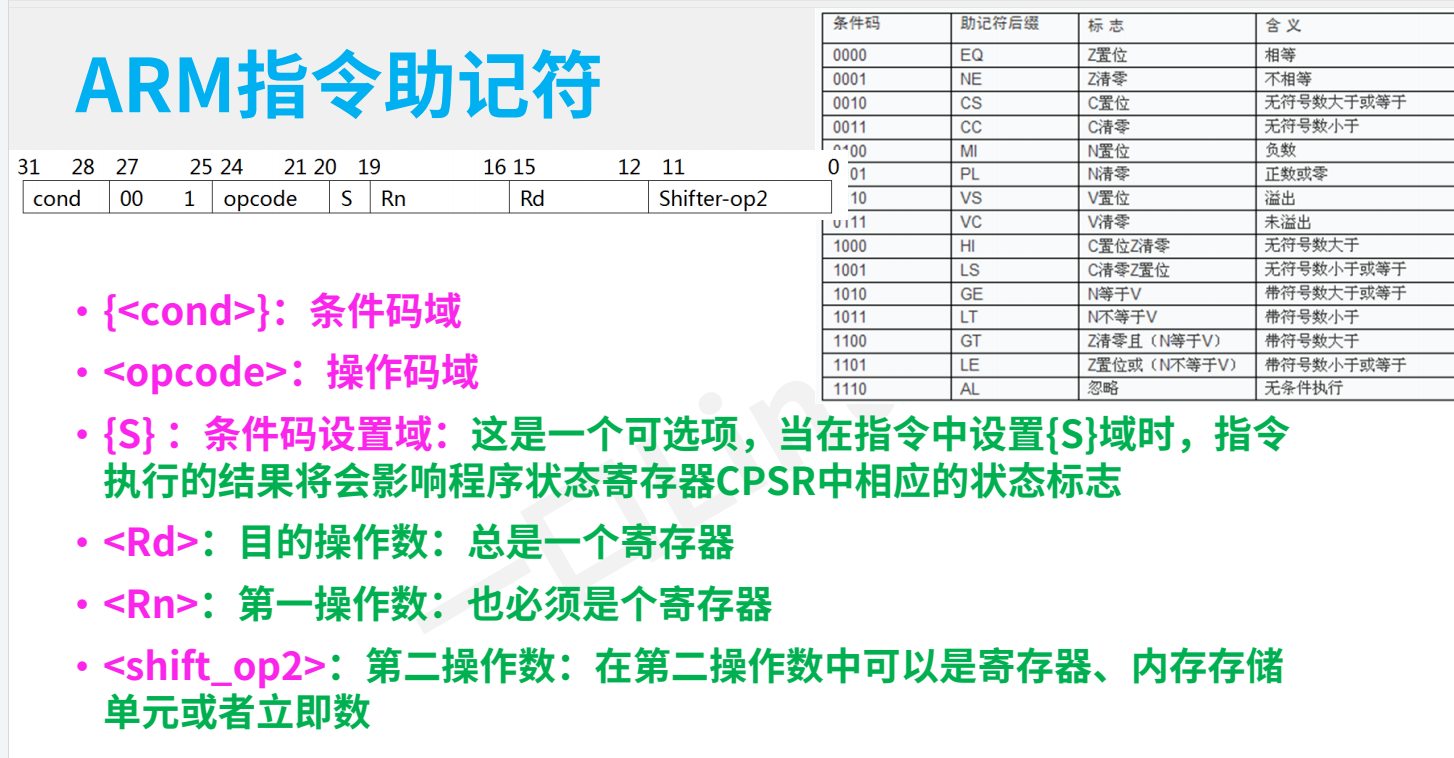 ARM指令助记符
31 28 27 25 24 21 20 19 16 15 12 11 0
cond 00 1 opcode S Rn Rd Shifter-op2
条件码 助记符后缀 标 志 含 义
0000 EQ Z置位 相等
0001 NE Z清零 不相等
0010 CS C置位 无符号数大于或等于
0011 CC C清零 无符号数小于
100 MI N置位 负数
01 PL N清零 正数或零
10 VS V置位 溢出
0111 VC V清零 未溢出
1000 HI C置位Z清零 无符号数大于
1001 LS C清零Z置位 无符号数小于或等于
1010 GE N等于V 带符号数大于或等于
1011 LT N不等于V 带符号数小于
1100 GT Z清零且（N等于V） 带符号数大于
1101 LE Z置位或（N不等于V） 带符号数小于或等于
1110 AL 忽略 无条件执行
• {<cond>}：条件码域
• <opcode>：操作码域
• {S} ：条件码设置域：这是一个可选项，当在指令中设置{S}域时，指令
执行的结果将会影响程序状态寄存器CPSR中相应的状态标志
• <Rd>：目的操作数：总是一个寄存器
• <Rn>：第一操作数：也必须是个寄存器
• <shift_op2>：第二操作数：在第二操作数中可以是寄存器、内存存储
单元或者立即数